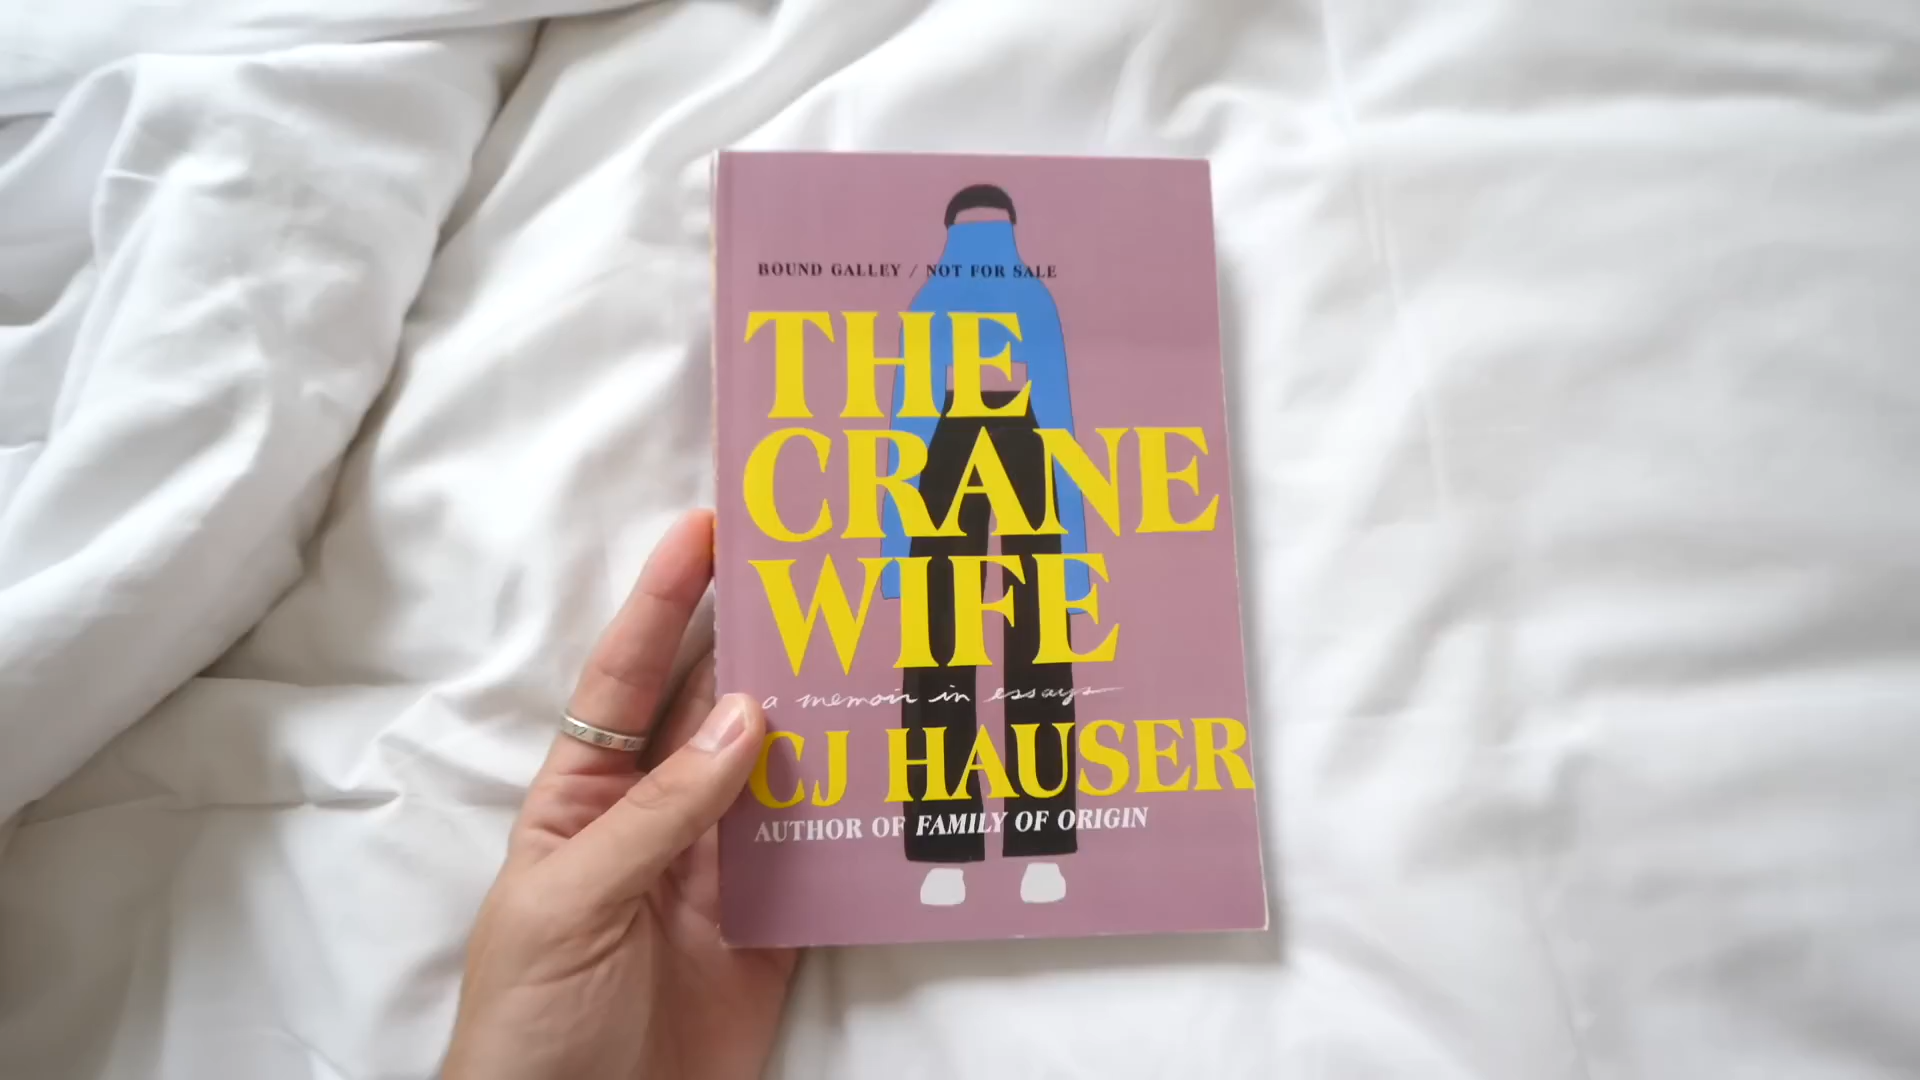 BOUND GALLEY / NOT FOR SALE
THE
CRANE
WIFE
a memoir in essays
CJ HAUSER
AUTHOR OF FAMILY OF ORIGIN